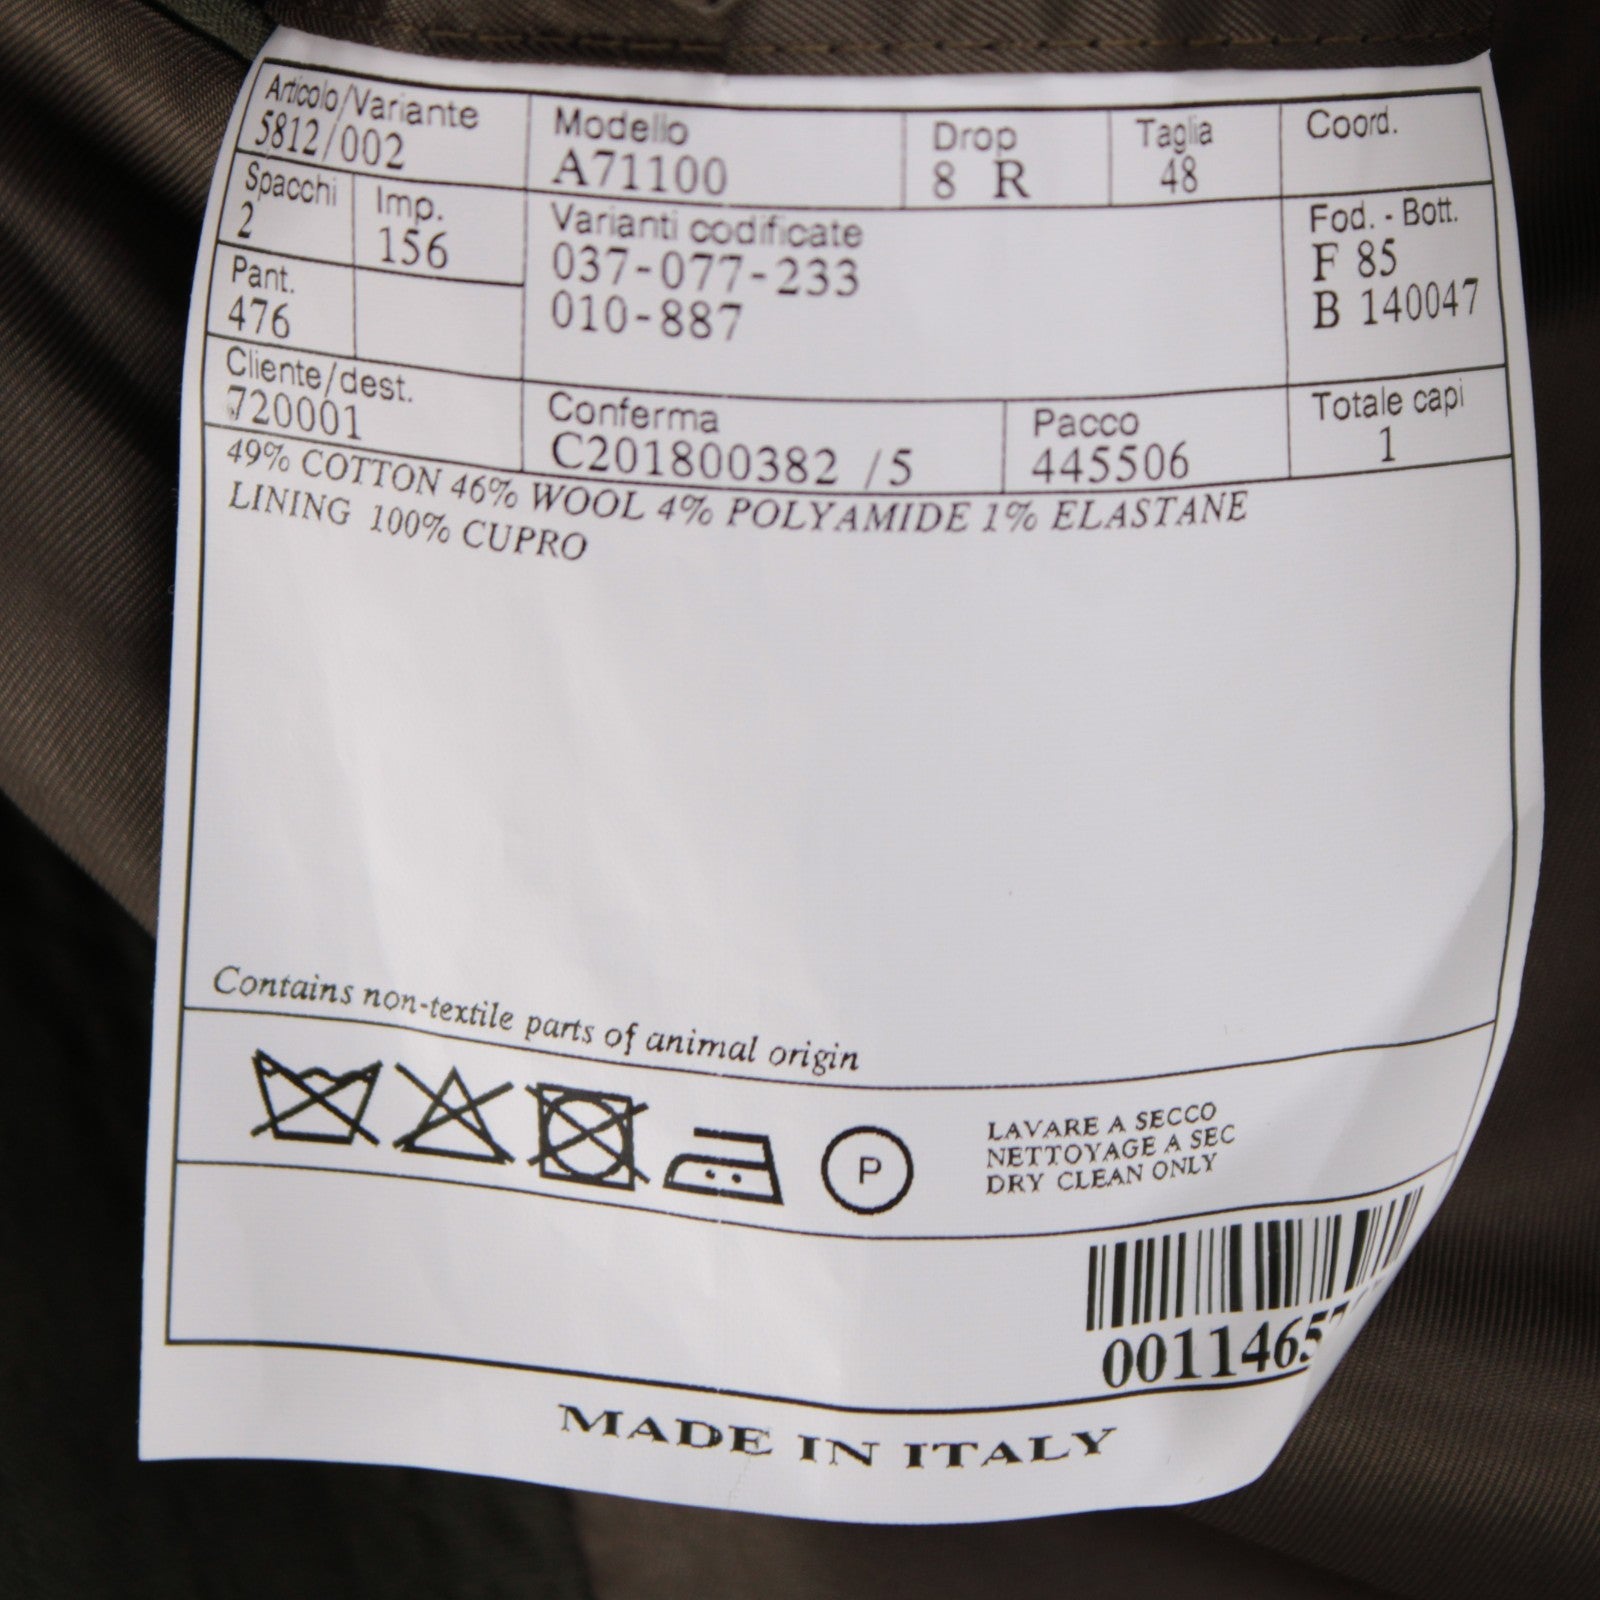 Articolo/Variante
5812/002
Modello
A71100
Drop
8 R
Taglia
48
Coord.
Spacchi
2
Imp.
156
Varianti codificate
037-077-233
010-887
Fod. - Bott.
F 85
B 140047
Pant.
476
Cliente/dest.
720001
Conferma
C201800382 /5
Pacco
445506
Totale capi
1
49% COTTON 46% WOOL 4% POLYAMIDE 1% ELASTANE
LINING 100% CUPRO
Contains non-textile parts of animal origin
P
LAVARE A SECCO
NETTOYAGE A SEC
DRY CLEAN ONLY
0011465
MADE IN ITALY